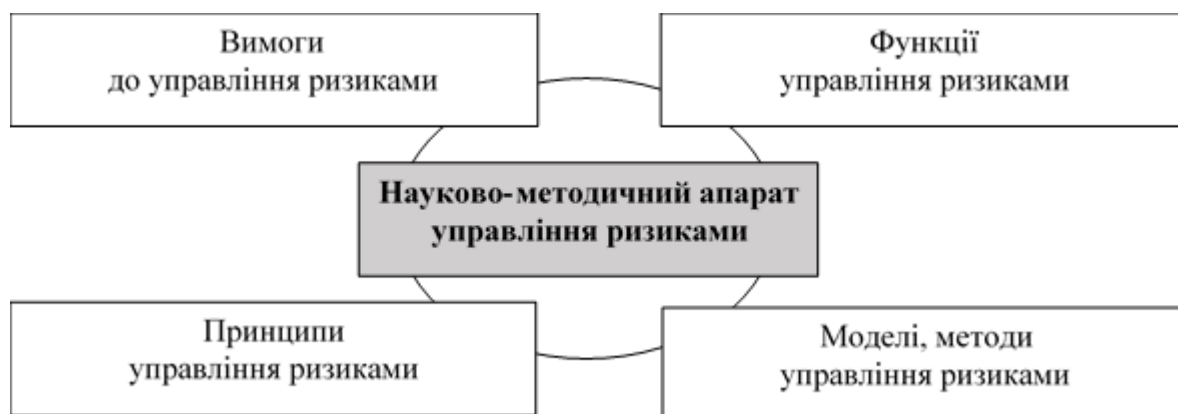 Вимоги
до управління ризиками
Функції
управління ризиками
Науково-методичний апарат
управління ризиками
Принципи
управління ризиками
Моделі, методи
управління ризиками